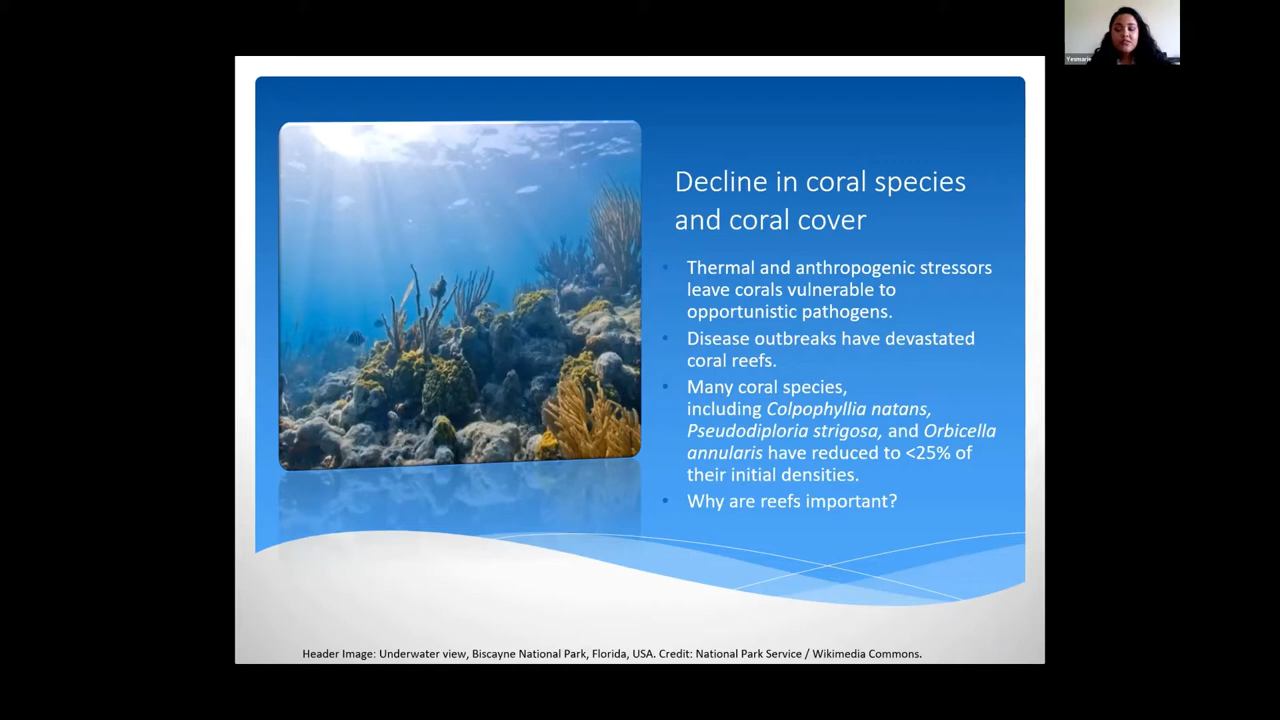 Yesmarie
Decline in coral species
and coral cover
• Thermal and anthropogenic stressors
leave corals vulnerable to
opportunistic pathogens.
• Disease outbreaks have devastated
coral reefs.
• Many coral species,
including Colpophyllia natans,
Pseudodiploria strigosa, and Orbicella
annularis have reduced to <25% of
their initial densities.
• Why are reefs important?
Header Image: Underwater view, Biscayne National Park, Florida, USA. Credit: National Park Service / Wikimedia Commons.